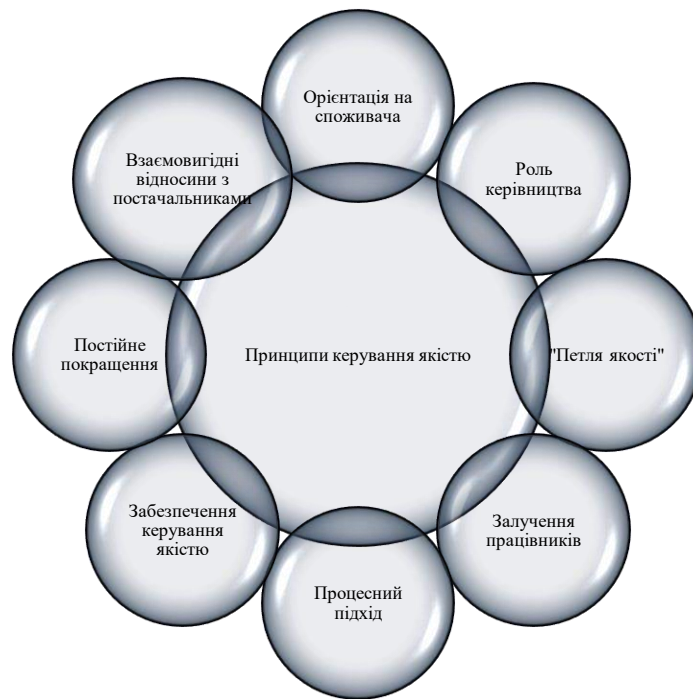 Орієнтація на
споживача
Роль
керівництва
"Петля якості"
Залучення
працівників
Процесний
підхід
Забезпечення
керування
якістю
Постійне
покращення
Взаємовигідні
відносини з
постачальниками
Принципи керування якістю